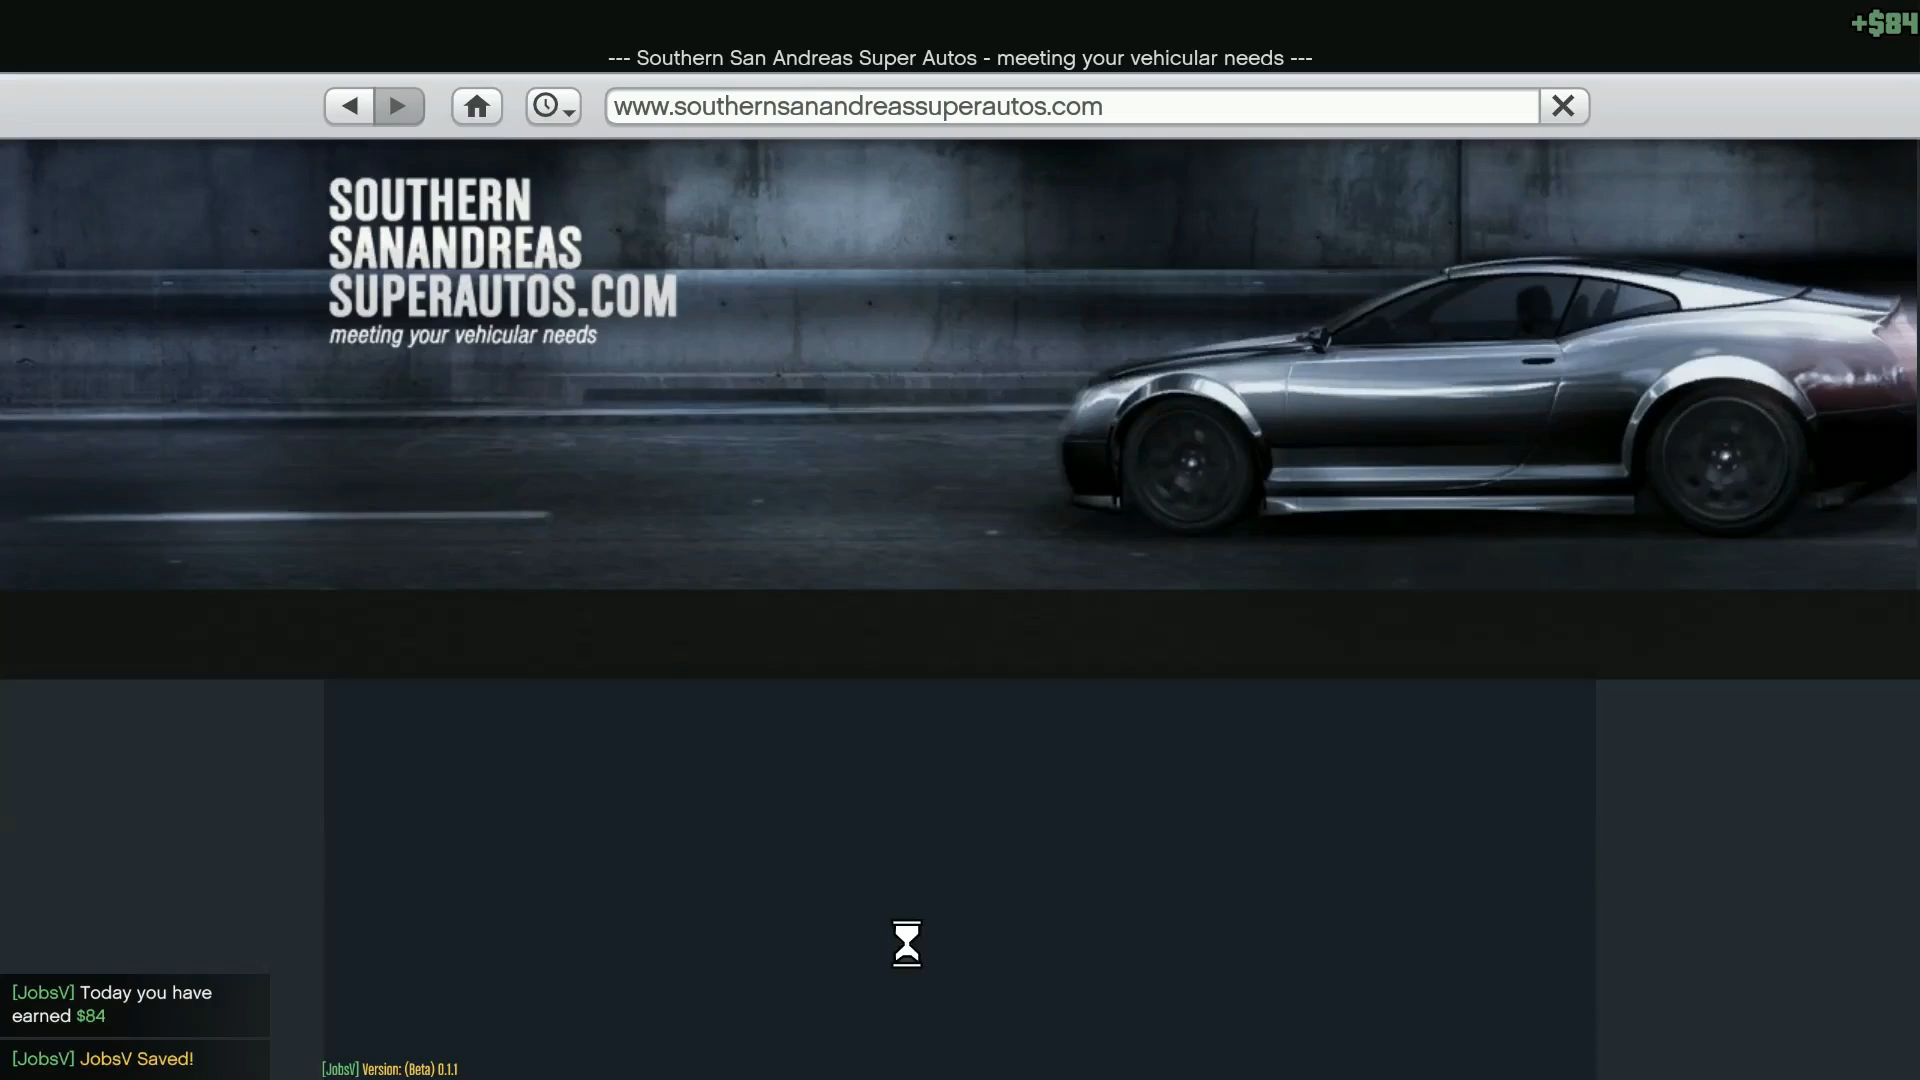 +$84
--- Southern San Andreas Super Autos - meeting your vehicular needs ---
www.southernsanandreassuperautos.com
SOUTHERN
SANANDREAS
SUPERAUTOS.COM
meeting your vehicular needs
[JobsV] Today you have
earned $84
[JobsV] JobsV Saved!
[JobsV] Version: (Beta) 0.1.1